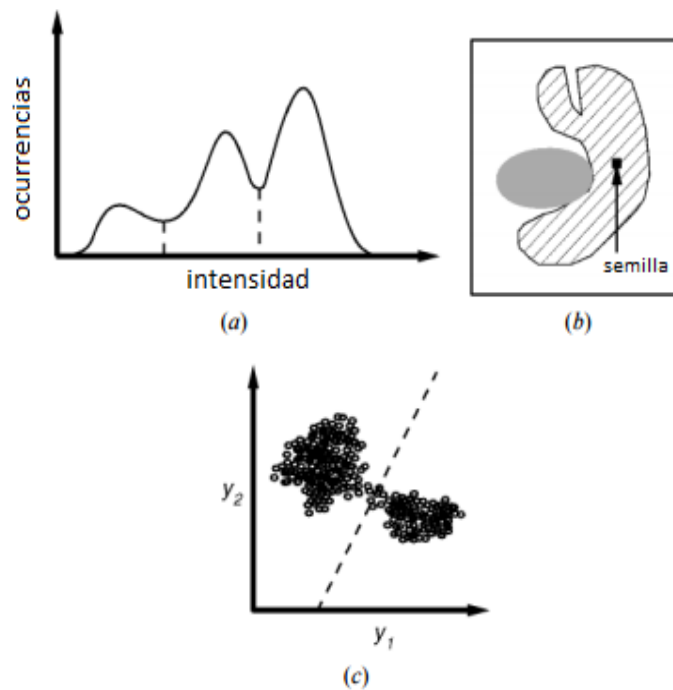 ocurrencias
intensidad
(a)
semilla
(b)
y2
y1
(c)